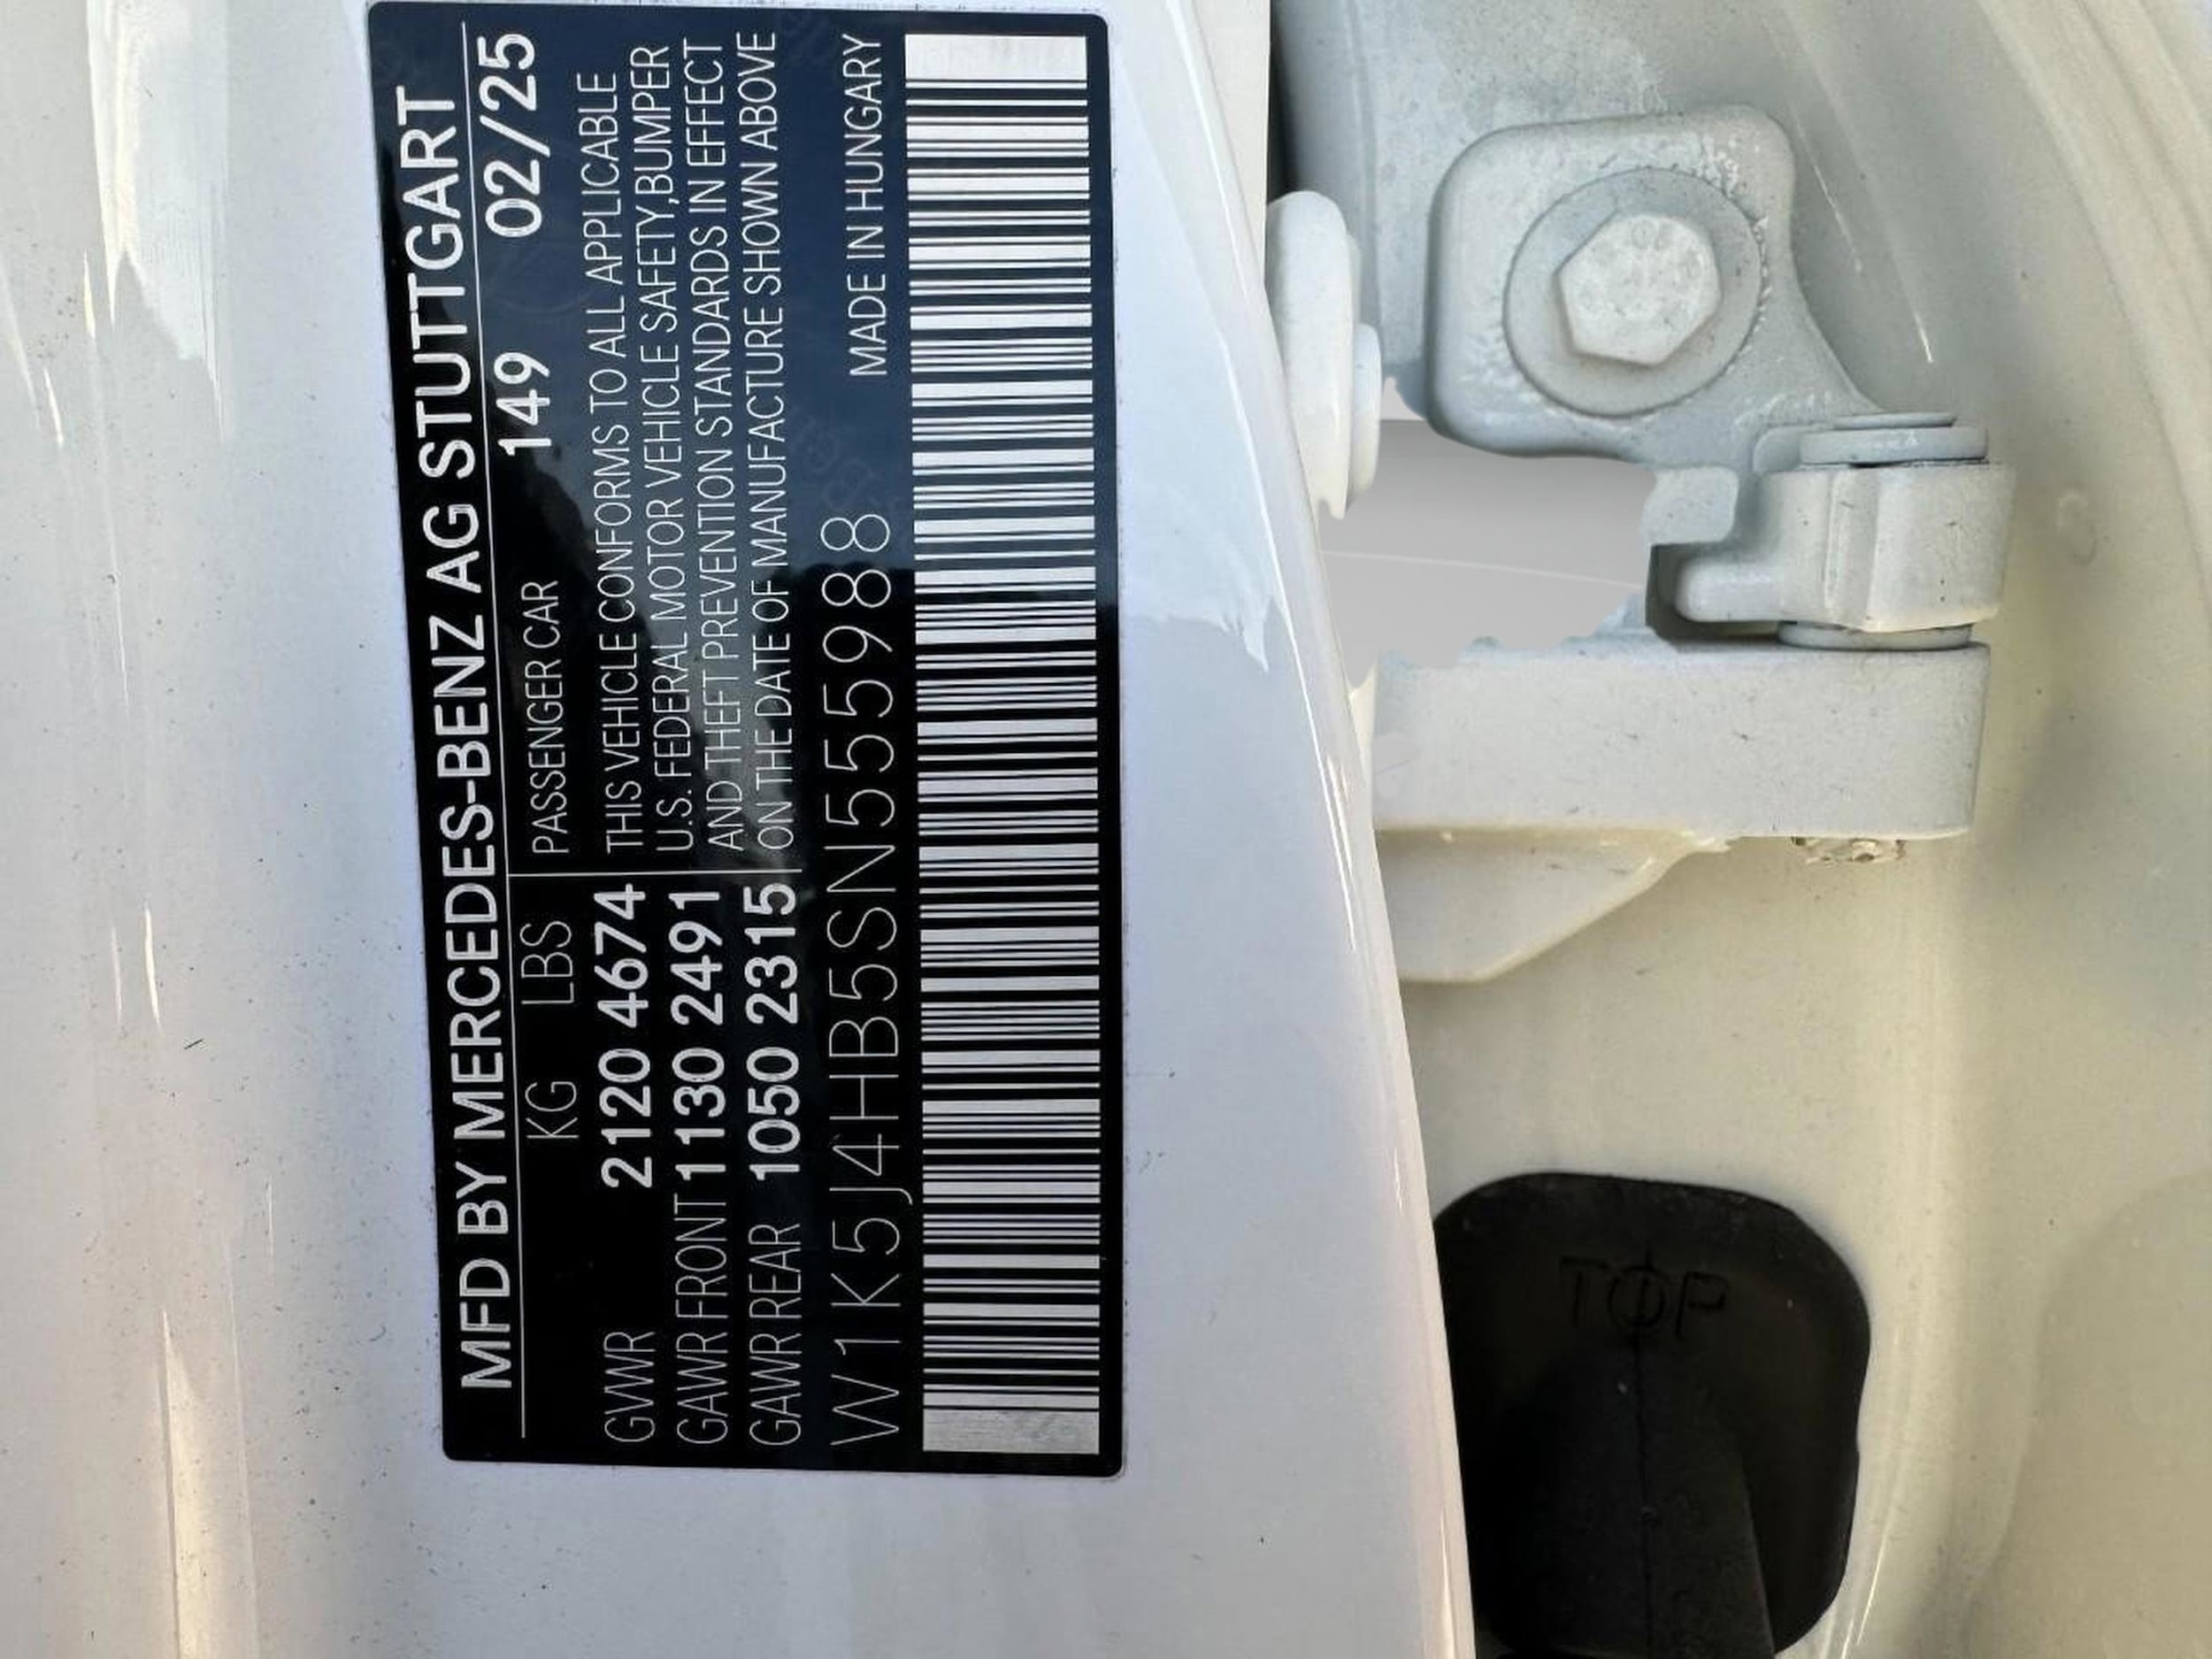 MFD BY MERCEDES-BENZ AG STUTTGART
KG LBS PASSENGER CAR 149 02/25
GVWR 2120 4674 THIS VEHICLE CONFORMS TO ALL APPLICABLE
GAWR FRONT 1130 2491 U.S. FEDERAL MOTOR VEHICLE SAFETY, BUMPER
AND THEFT PREVENTION STANDARDS IN EFFECT
GAWR REAR 1050 2315 ON THE DATE OF MANUFACTURE SHOWN ABOVE
W1K5J4HB5SN555988 MADE IN HUNGARY
TOP